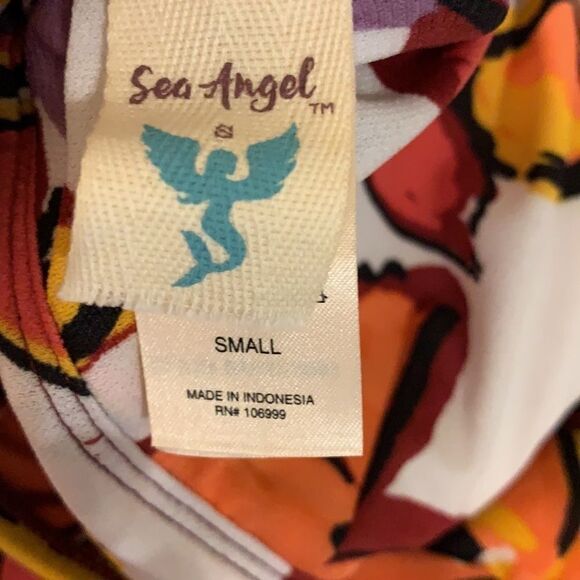 Sea Angel
TM
S
SMALL
MADE IN INDONESIA
RN# 106999